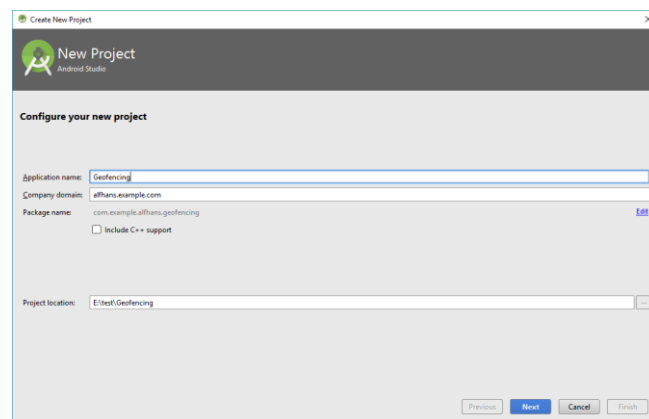 Create New Project
New Project
Android Studio
Configure your new project
Application name: Geofencing
Company domain: alfhans.example.com
Package name: com.example.alfhans.geofencing Edit
Include C++ support
Project location: E:\test\Geofencing ...
Previous Next Cancel Finish